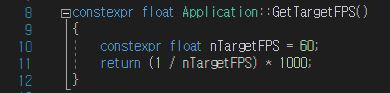 8 constexpr float Application::GetTargetFPS()
9 {
10 constexpr float nTargetFPS = 60;
11 return (1 / nTargetFPS) * 1000;
12 }